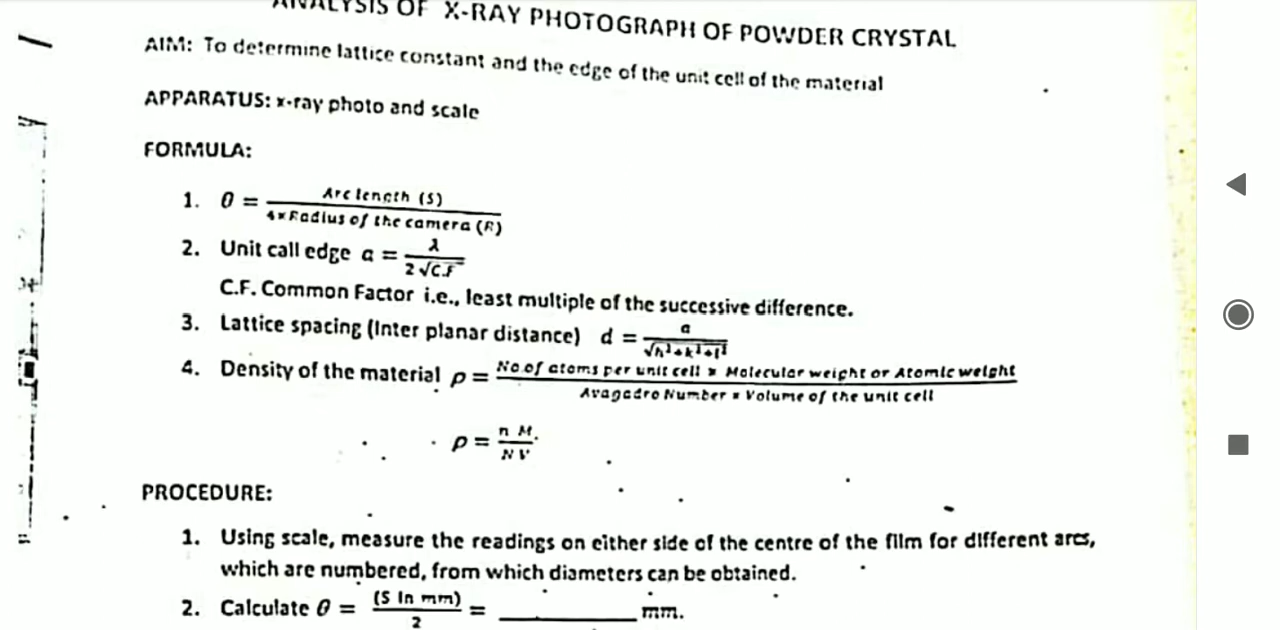 ANALYSIS OF X-RAY PHOTOGRAPH OF POWDER CRYSTAL
AIM: To determine lattice constant and the edge of the unit cell of the material
APPARATUS: x-ray photo and scale
FORMULA:
1. θ = Arc length (S) / 4×Radius of the camera (R)
2. Unit call edge a = λ / 2√C.F
C.F. Common Factor i.e., least multiple of the successive difference.
3. Lattice spacing (Inter planar distance) d = a / √h²+k²+l²
4. Density of the material ρ = No of atoms per unit cell × Molecular weight or Atomic weight / Avagadro Number × Volume of the unit cell
ρ = n M / N V
PROCEDURE:
1. Using scale, measure the readings on either side of the centre of the film for different arcs,
which are numbered, from which diameters can be obtained.
2. Calculate θ = (S in mm) / 2 = ________ mm.